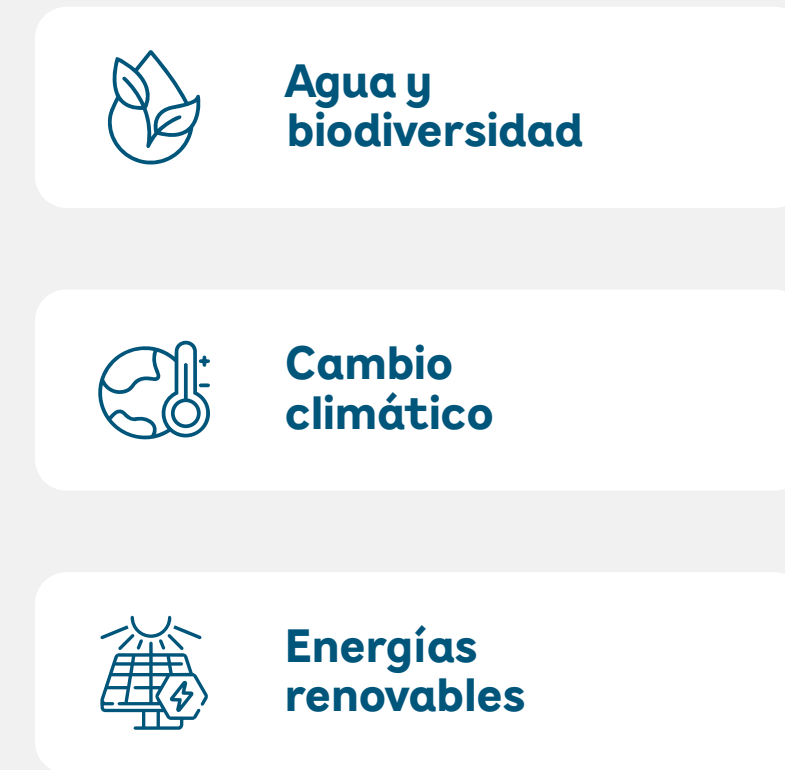 Agua y
biodiversidad
Cambio
climático
Energías
renovables